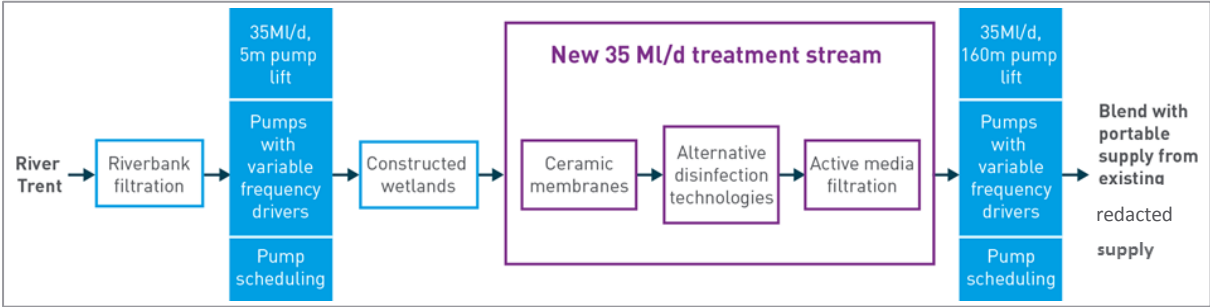 River
Trent
Riverbank
filtration
35Ml/d,
5m pump
lift
Pumps
with
variable
frequency
drivers
Pump
scheduling
Constructed
wetlands
New 35 Ml/d treatment stream
Ceramic
membranes
Alternative
disinfection
technologies
Active media
filtration
35Ml/d,
160m pump
lift
Pumps
with
variable
frequency
drivers
Pump
scheduling
Blend with
portable
supply from
existing
redacted
supply